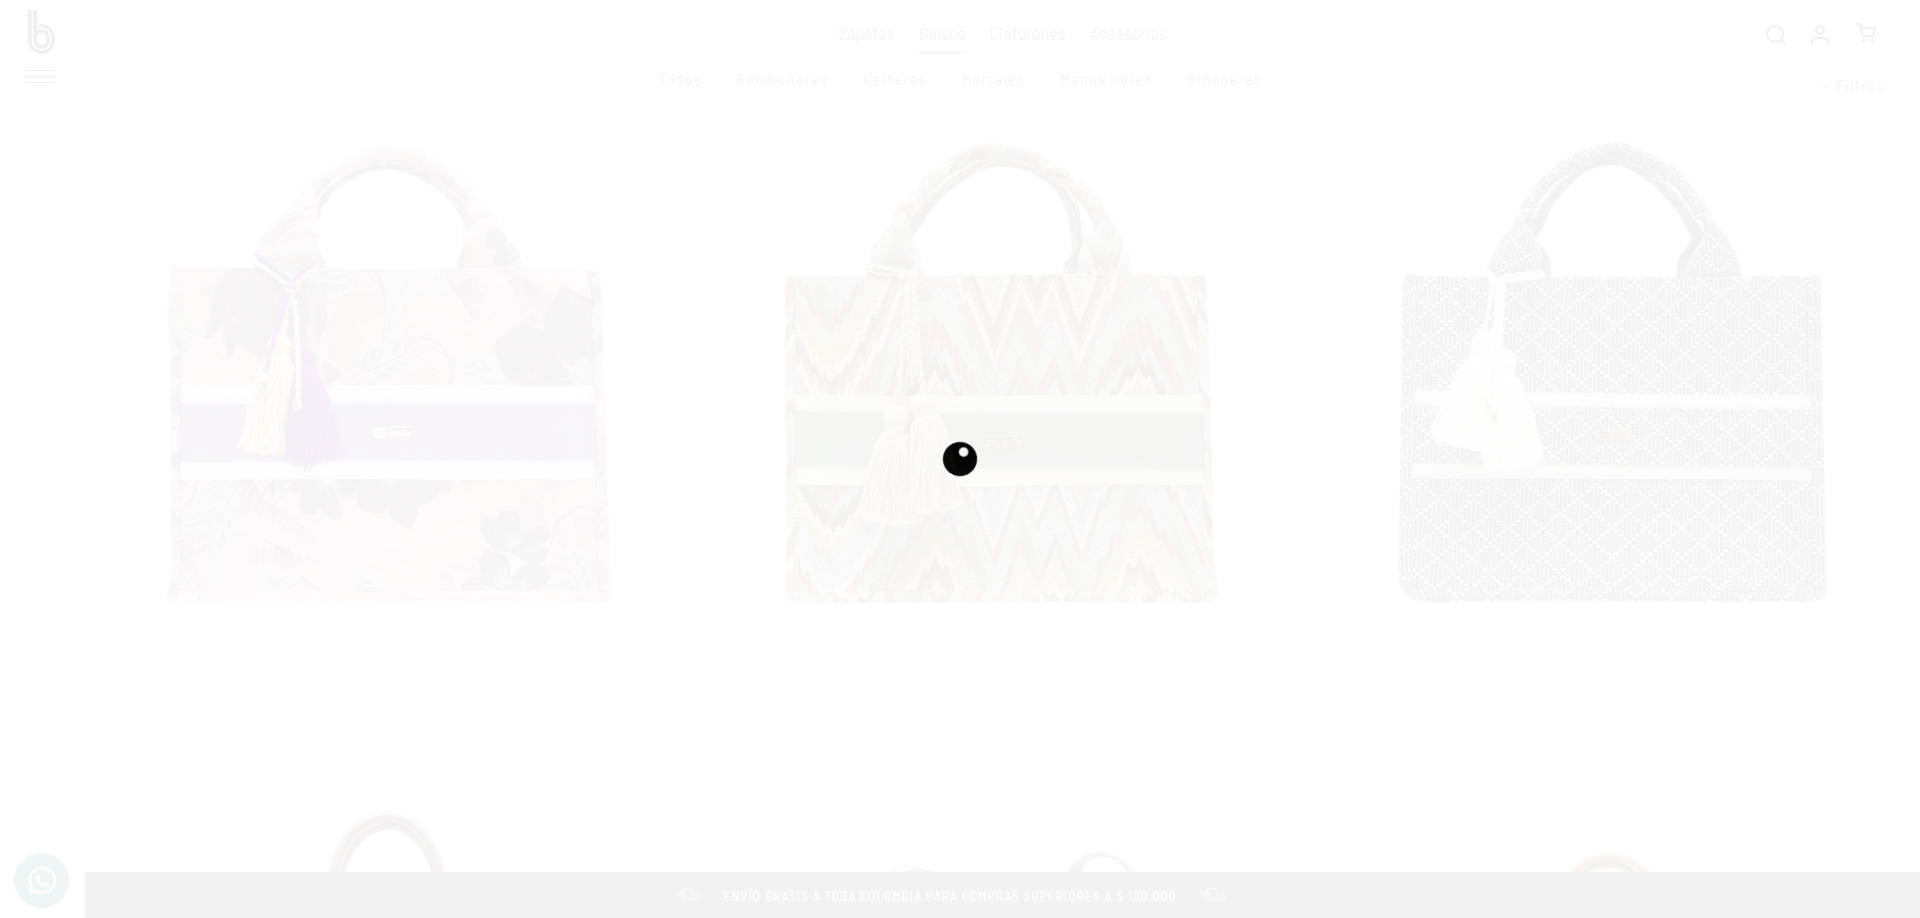 Zapatos Bolsos Cinturones Accesorios
Todos Bomboneras Carteras Morrales Manos libres Riñoneras
+ Filtros
ENVÍO GRATIS A TODA COLOMBIA PARA COMPRAS SUPERIORES A $ 100.000